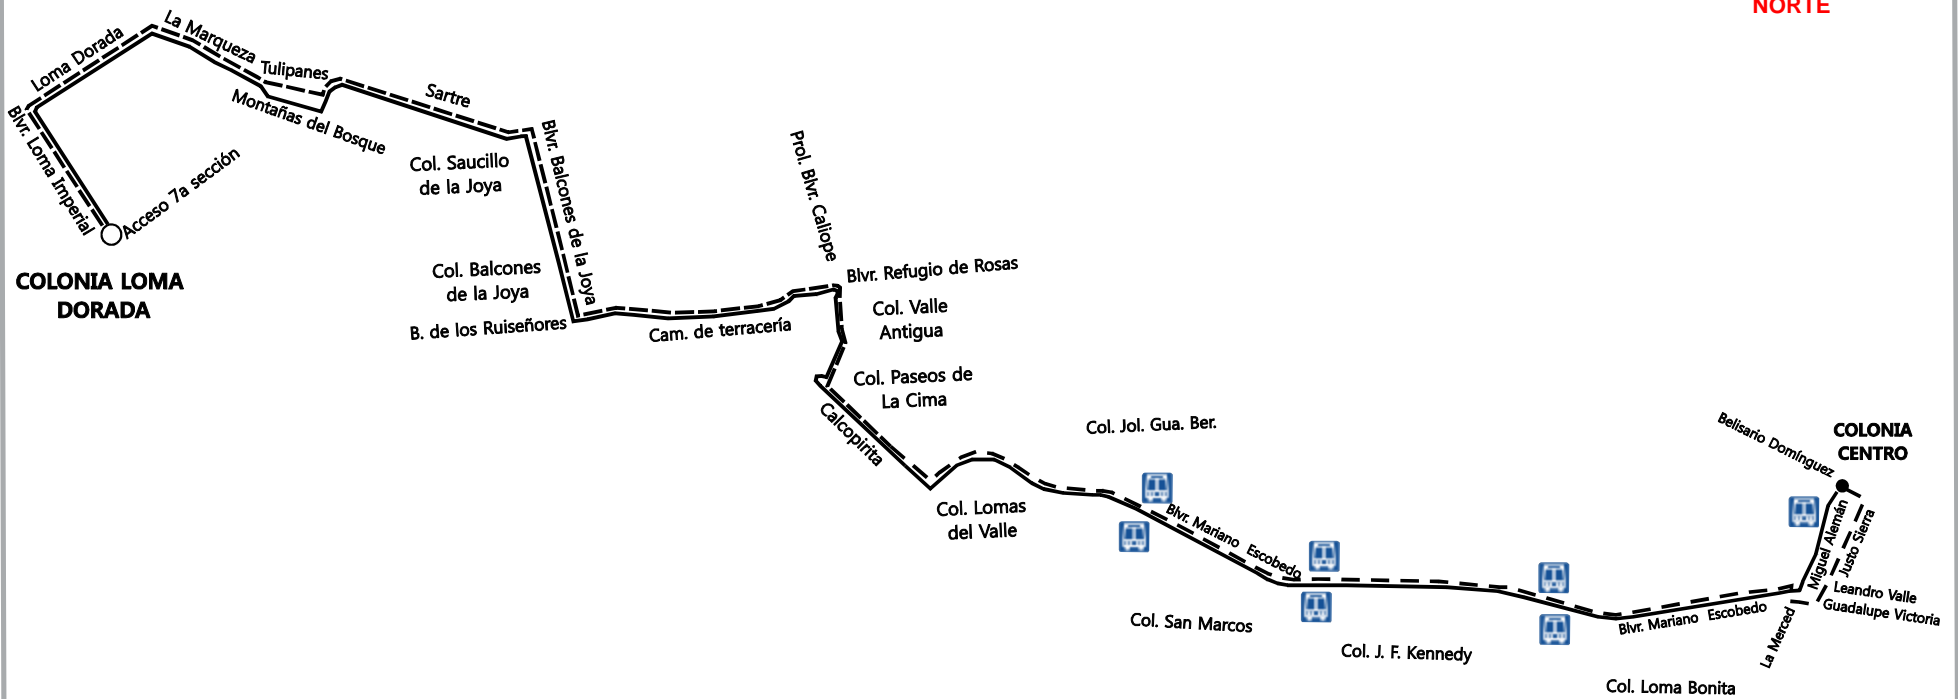 NORTE
La Marqueza
Loma Dorada
Tulipanes
Sartre
Montañas del Bosque
Blvr. Loma Imperial
Acceso 7a sección
COLONIA LOMA
DORADA
Col. Saucillo
de la Joya
Blvr. Balcones de la Joya
Col. Balcones
de la Joya
B. de los Ruiseñores
Cam. de terracería
Prol. Blvr. Caliope
Blvr. Refugio de Rosas
Col. Valle
Antigua
Col. Paseos de
La Cima
Calcopirita
Col. Lomas
del Valle
Col. Jol. Gua. Ber.
Blvr. Mariano Escobedo
Col. San Marcos
Col. J. F. Kennedy
Blvr. Mariano Escobedo
Col. Loma Bonita
Belisario Domínguez
COLONIA
CENTRO
Miguel Alemán
Justo Sierra
Leandro Valle
Guadalupe Victoria
La Merced